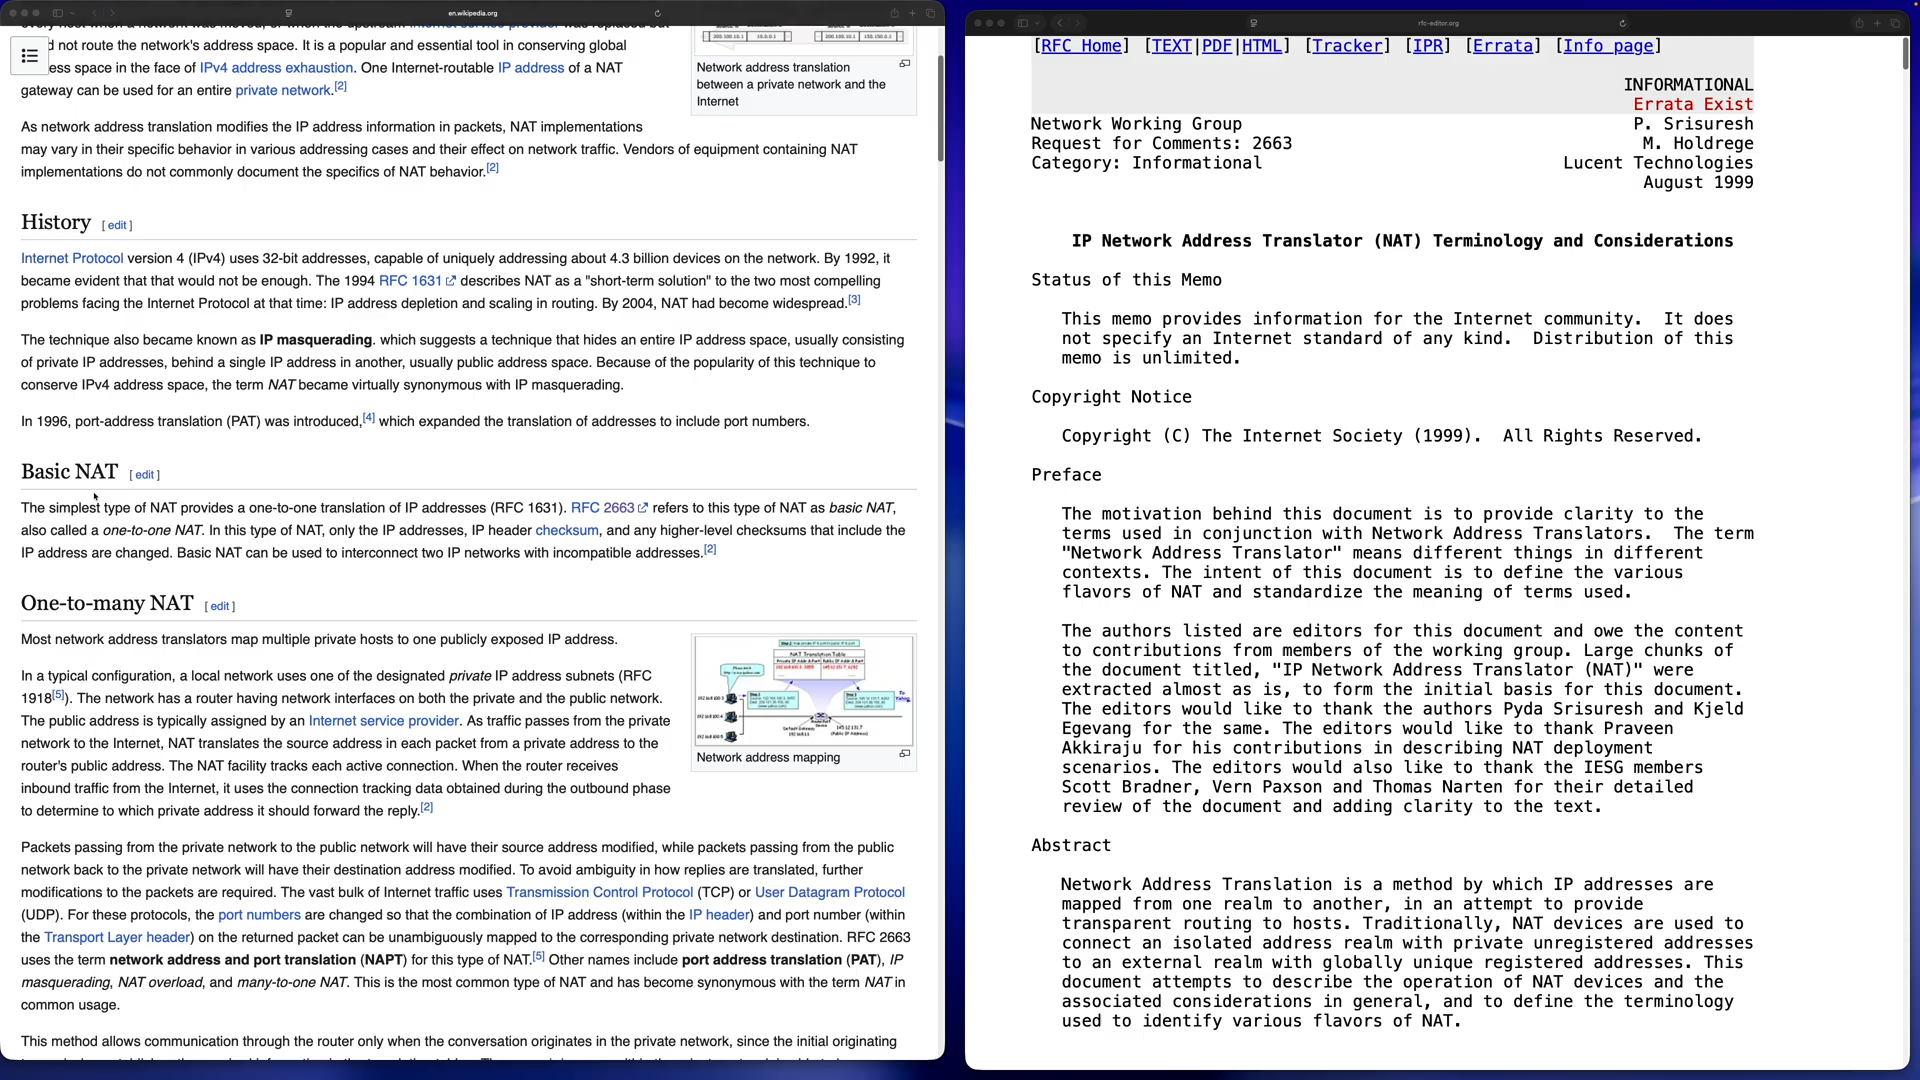 en.wikipedia.org
not route the network's address space. It is a popular and essential tool in conserving global
ess space in the face of IPv4 address exhaustion. One Internet-routable IP address of a NAT
gateway can be used for an entire private network.[2]
Network address translation
between a private network and the
Internet
As network address translation modifies the IP address information in packets, NAT implementations
may vary in their specific behavior in various addressing cases and their effect on network traffic. Vendors of equipment containing NAT
implementations do not commonly document the specifics of NAT behavior.[2]
History [ edit ]
Internet Protocol version 4 (IPv4) uses 32-bit addresses, capable of uniquely addressing about 4.3 billion devices on the network. By 1992, it
became evident that that would not be enough. The 1994 RFC 1631 describes NAT as a "short-term solution" to the two most compelling
problems facing the Internet Protocol at that time: IP address depletion and scaling in routing. By 2004, NAT had become widespread.[3]
The technique also became known as IP masquerading. which suggests a technique that hides an entire IP address space, usually consisting
of private IP addresses, behind a single IP address in another, usually public address space. Because of the popularity of this technique to
conserve IPv4 address space, the term NAT became virtually synonymous with IP masquerading.
In 1996, port-address translation (PAT) was introduced,[4] which expanded the translation of addresses to include port numbers.
Basic NAT [ edit ]
The simplest type of NAT provides a one-to-one translation of IP addresses (RFC 1631). RFC 2663 refers to this type of NAT as basic NAT,
also called a one-to-one NAT. In this type of NAT, only the IP addresses, IP header checksum, and any higher-level checksums that include the
IP address are changed. Basic NAT can be used to interconnect two IP networks with incompatible addresses.[2]
One-to-many NAT [ edit ]
Most network address translators map multiple private hosts to one publicly exposed IP address.
In a typical configuration, a local network uses one of the designated private IP address subnets (RFC
1918[5]). The network has a router having network interfaces on both the private and the public network.
The public address is typically assigned by an Internet service provider. As traffic passes from the private
network to the Internet, NAT translates the source address in each packet from a private address to the
router's public address. The NAT facility tracks each active connection. When the router receives
inbound traffic from the Internet, it uses the connection tracking data obtained during the outbound phase
to determine to which private address it should forward the reply.[2]
NAT Translation Table
Network address mapping
Packets passing from the private network to the public network will have their source address modified, while packets passing from the public
network back to the private network will have their destination address modified. To avoid ambiguity in how replies are translated, further
modifications to the packets are required. The vast bulk of Internet traffic uses Transmission Control Protocol (TCP) or User Datagram Protocol
(UDP). For these protocols, the port numbers are changed so that the combination of IP address (within the IP header) and port number (within
the Transport Layer header) on the returned packet can be unambiguously mapped to the corresponding private network destination. RFC 2663
uses the term network address and port translation (NAPT) for this type of NAT.[5] Other names include port address translation (PAT), IP
masquerading, NAT overload, and many-to-one NAT. This is the most common type of NAT and has become synonymous with the term NAT in
common usage.
This method allows communication through the router only when the conversation originates in the private network, since the initial originating
rfc-editor.org
[RFC Home] [TEXT|PDF|HTML] [Tracker] [IPR] [Errata] [Info page]
INFORMATIONAL
Errata Exist
Network Working Group P. Srisuresh
Request for Comments: 2663 M. Holdrege
Category: Informational Lucent Technologies
August 1999
IP Network Address Translator (NAT) Terminology and Considerations
Status of this Memo
This memo provides information for the Internet community. It does
not specify an Internet standard of any kind. Distribution of this
memo is unlimited.
Copyright Notice
Copyright (C) The Internet Society (1999). All Rights Reserved.
Preface
The motivation behind this document is to provide clarity to the
terms used in conjunction with Network Address Translators. The term
"Network Address Translator" means different things in different
contexts. The intent of this document is to define the various
flavors of NAT and standardize the meaning of terms used.
The authors listed are editors for this document and owe the content
to contributions from members of the working group. Large chunks of
the document titled, "IP Network Address Translator (NAT)" were
extracted almost as is, to form the initial basis for this document.
The editors would like to thank the authors Pyda Srisuresh and Kjeld
Egevang for the same. The editors would like to thank Praveen
Akkiraju for his contributions in describing NAT deployment
scenarios. The editors would also like to thank the IESG members
Scott Bradner, Vern Paxson and Thomas Narten for their detailed
review of the document and adding clarity to the text.
Abstract
Network Address Translation is a method by which IP addresses are
mapped from one realm to another, in an attempt to provide
transparent routing to hosts. Traditionally, NAT devices are used to
connect an isolated address realm with private unregistered addresses
to an external realm with globally unique registered addresses. This
document attempts to describe the operation of NAT devices and the
associated considerations in general, and to define the terminology
used to identify various flavors of NAT.